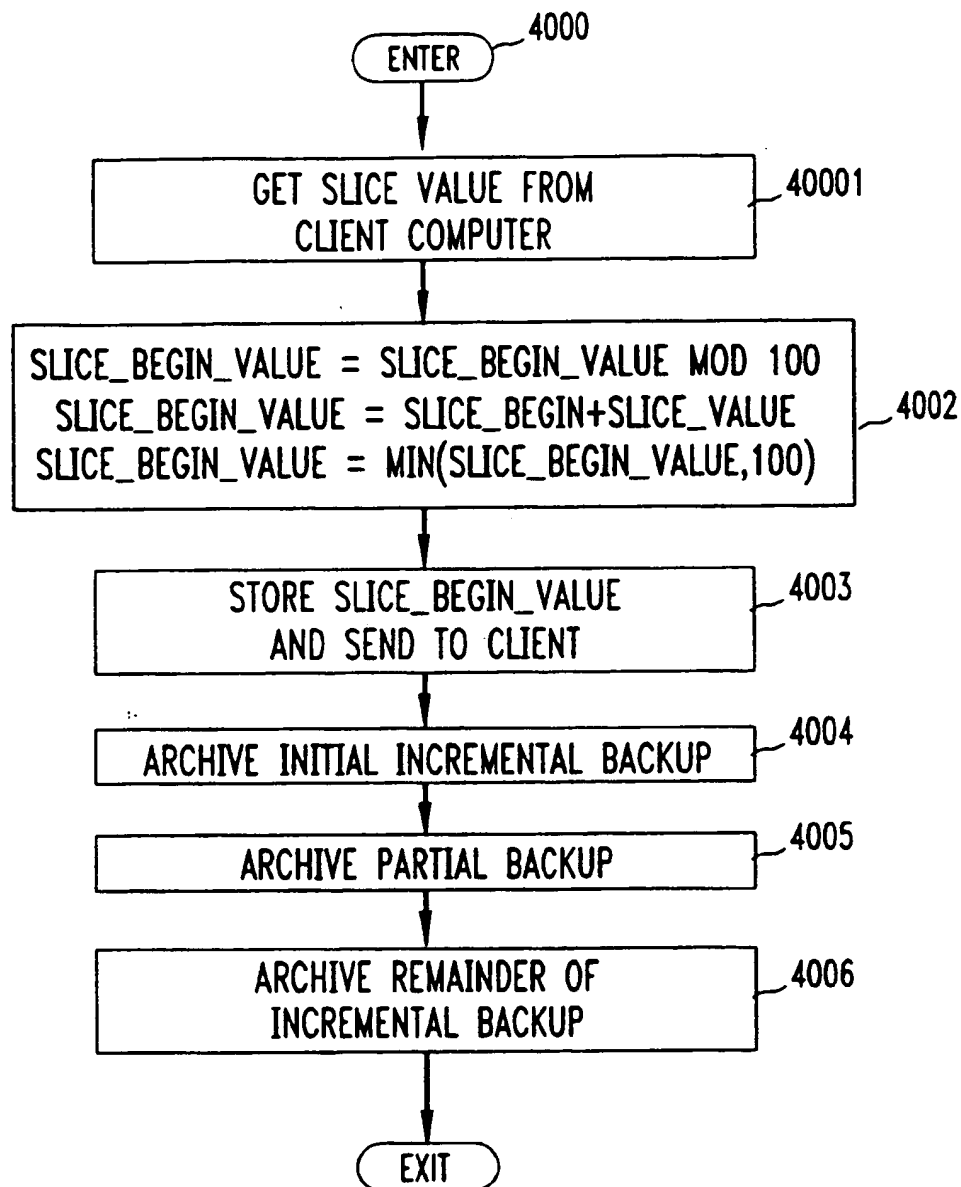 4000
ENTER
GET SLICE VALUE FROM
CLIENT COMPUTER
40001
SLICE_BEGIN_VALUE = SLICE_BEGIN_VALUE MOD 100
SLICE_BEGIN_VALUE = SLICE_BEGIN+SLICE_VALUE
SLICE_BEGIN_VALUE = MIN(SLICE_BEGIN_VALUE,100)
4002
STORE SLICE_BEGIN_VALUE
AND SEND TO CLIENT
4003
ARCHIVE INITIAL INCREMENTAL BACKUP
4004
ARCHIVE PARTIAL BACKUP
4005
ARCHIVE REMAINDER OF
INCREMENTAL BACKUP
4006
EXIT